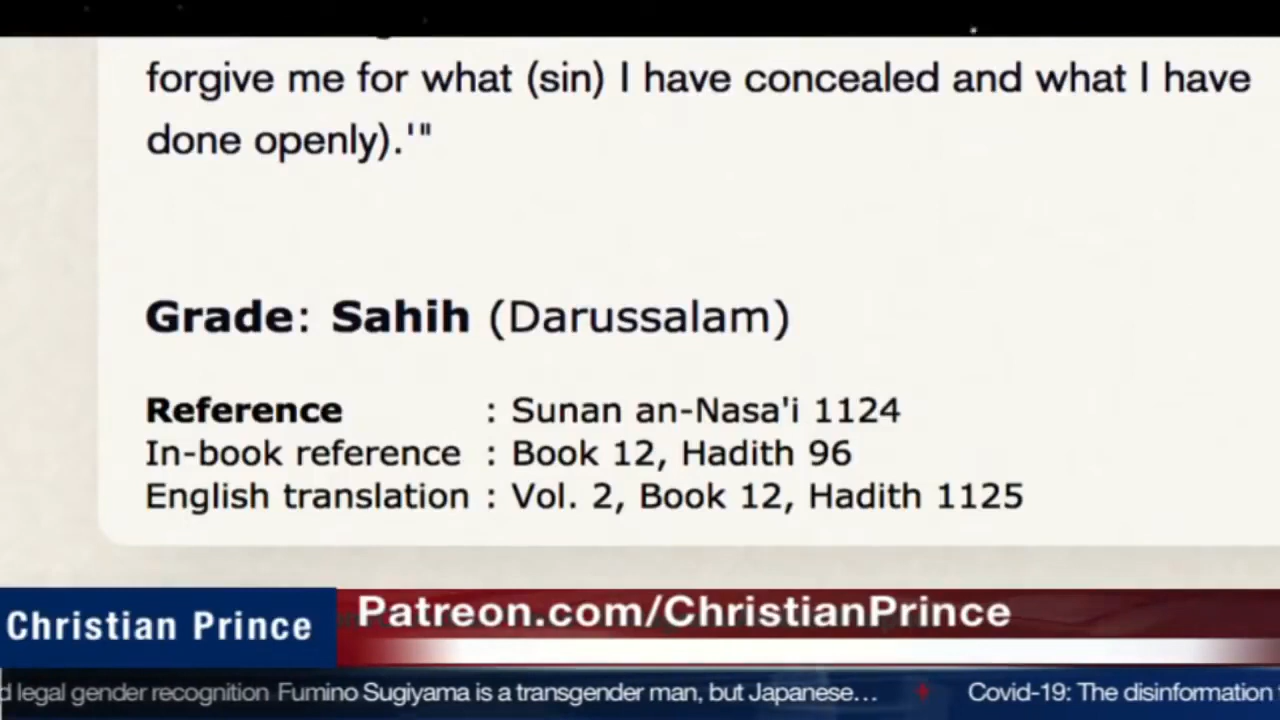 forgive me for what (sin) I have concealed and what I have
done openly).'"
Grade: Sahih (Darussalam)
Reference : Sunan an-Nasa'i 1124
In-book reference : Book 12, Hadith 96
English translation : Vol. 2, Book 12, Hadith 1125
Christian Prince
Patreon.com/ChristianPrince
d legal gender recognition Fumino Sugiyama is a transgender man, but Japanese... Covid-19: The disinformation